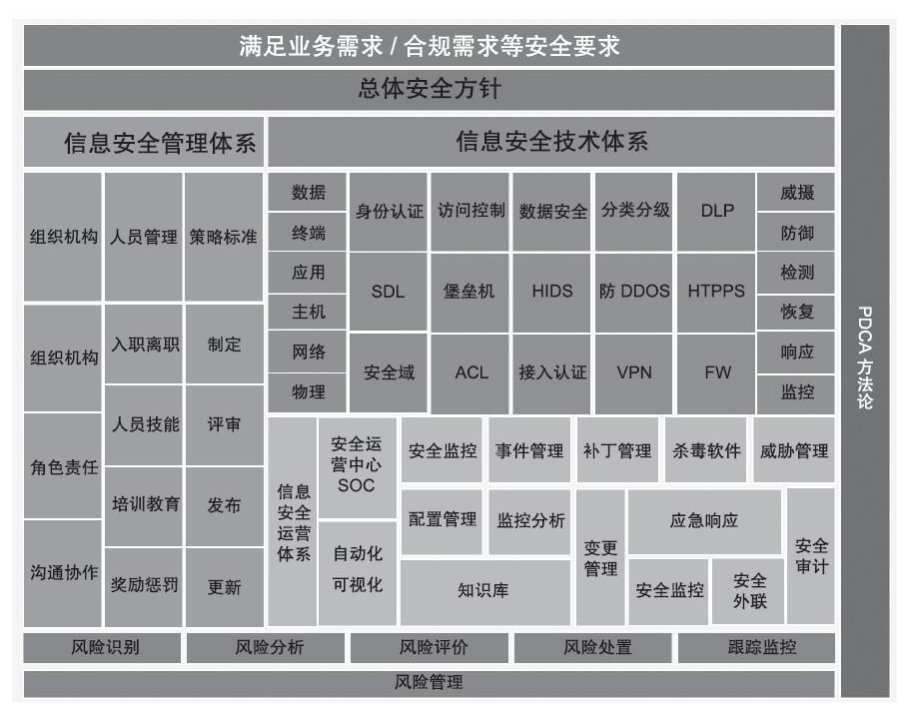 满足业务需求 / 合规需求等安全要求
总体安全方针
信息安全管理体系
信息安全技术体系
组织机构
人员管理
策略标准
组织机构
入职离职
制定
人员技能
评审
角色责任
培训教育
发布
沟通协作
奖励惩罚
更新
数据
终端
应用
主机
网络
物理
身份认证
访问控制
数据安全
分类分级
DLP
SDL
堡垒机
HIDS
防 DDOS
HTPPS
安全域
ACL
接入认证
VPN
FW
威摄
防御
检测
恢复
响应
监控
信息
安全
运营
体系
安全运
营中心
SOC
自动化
可视化
安全监控
事件管理
补丁管理
杀毒软件
威胁管理
配置管理
监控分析
知识库
变更
管理
应急响应
安全监控
安全
外联
安全
审计
风险识别
风险分析
风险评价
风险处置
跟踪监控
风险管理
PDCA 方法论